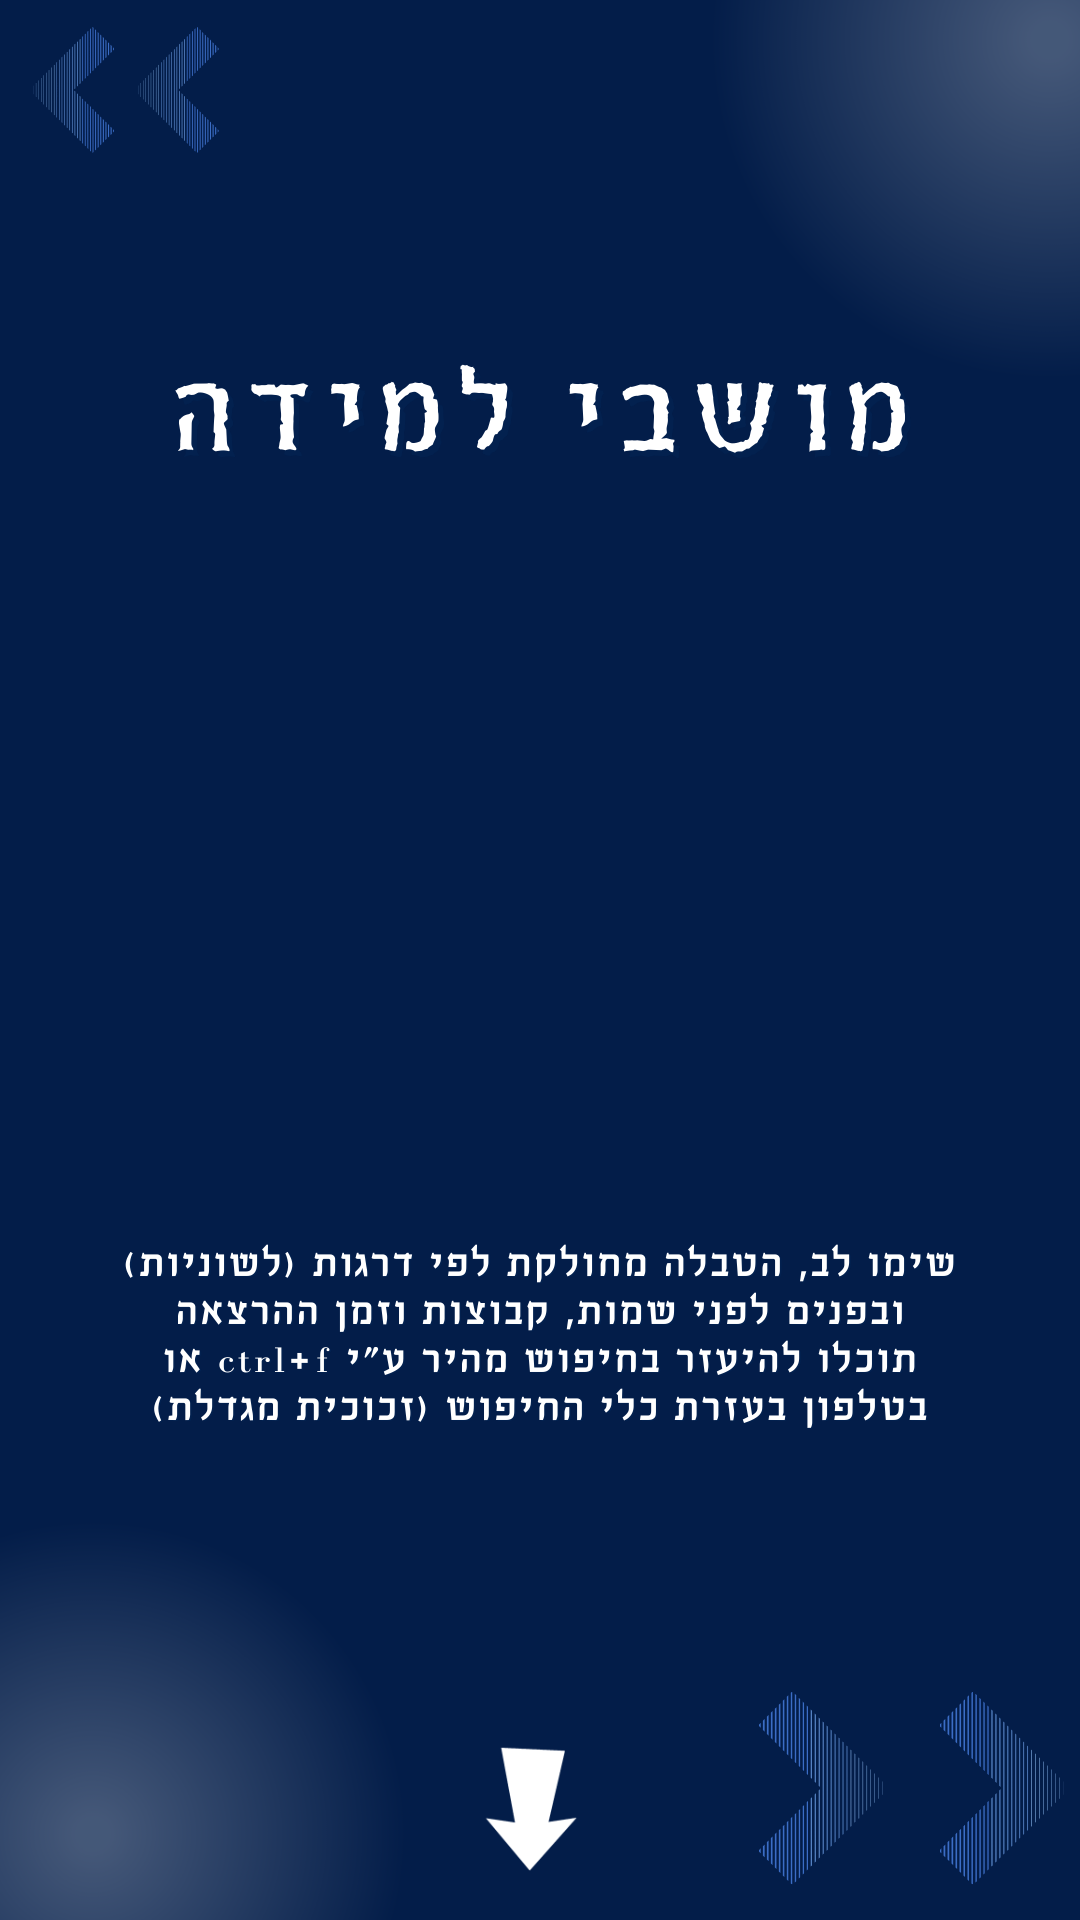 מושבי למידה
שימו לב, הטבלה מחולקת לפי דרגות (לשוניות)
ובפנים לפני שמות, קבוצות וזמן ההרצאה
תוכלו להיעזר בחיפוש מהיר ע״י ctrl+f או
בטלפון בעזרת כלי החיפוש (זכוכית מגדלת)